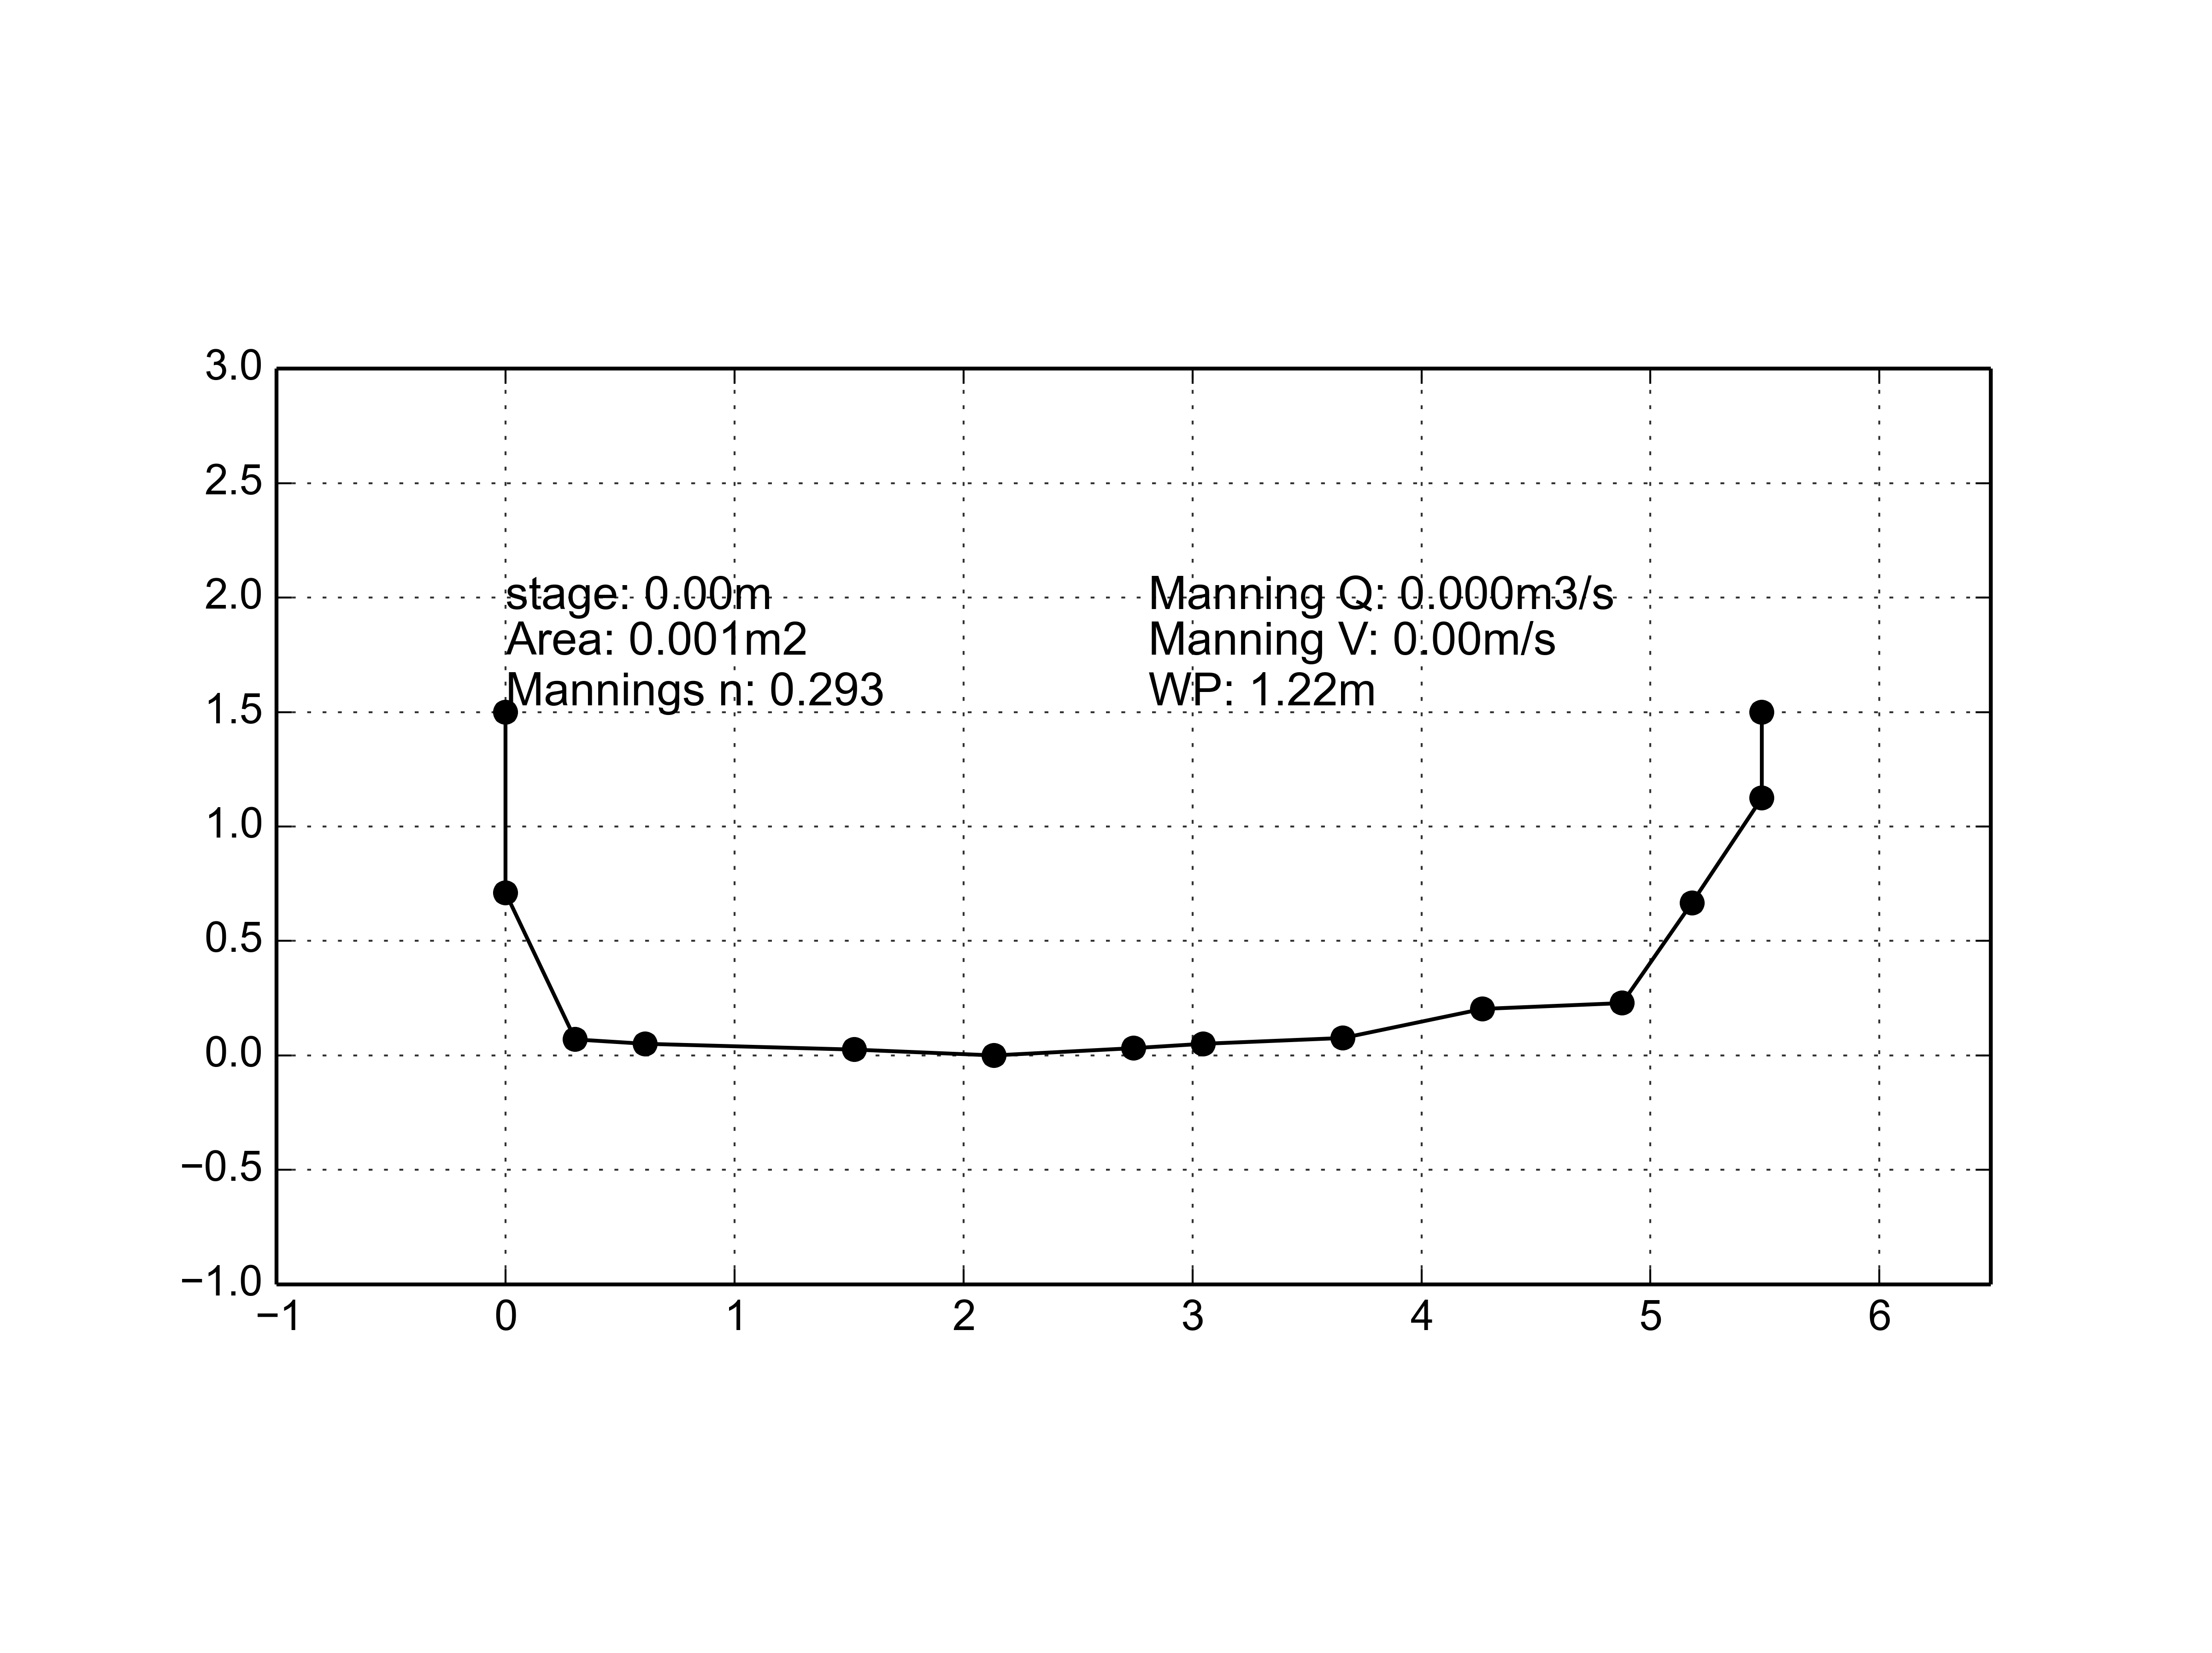 3.0
2.5
2.0
1.5
1.0
0.5
0.0
−0.5
−1.0
stage: 0.00m
Area: 0.001m2
Mannings n: 0.293
Manning Q: 0.000m3/s
Manning V: 0.00m/s
WP: 1.22m
−1 0 1 2 3 4 5 6